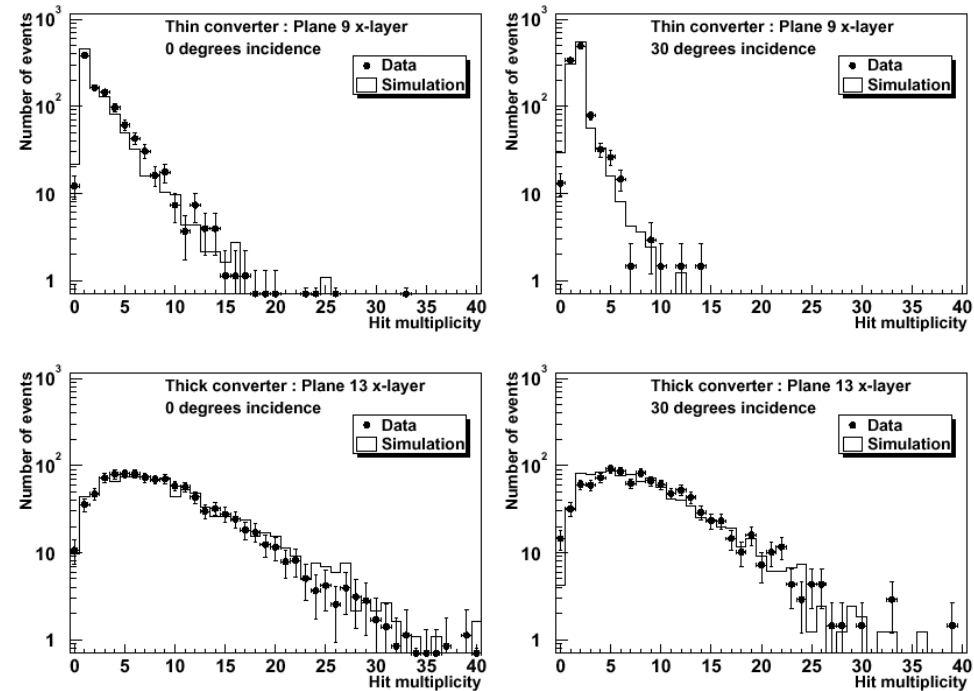 Thin converter : Plane 9 x-layer
0 degrees incidence
Data
Simulation
Number of events
10³
10²
10
1
0 5 10 15 20 25 30 35 40
Hit multiplicity
Thin converter : Plane 9 x-layer
30 degrees incidence
Data
Simulation
Number of events
10³
10²
10
1
0 5 10 15 20 25 30 35 40
Hit multiplicity
Thick converter : Plane 13 x-layer
0 degrees incidence
Data
Simulation
Number of events
10³
10²
10
1
0 5 10 15 20 25 30 35 40
Hit multiplicity
Thick converter : Plane 13 x-layer
30 degrees incidence
Data
Simulation
Number of events
10³
10²
10
1
0 5 10 15 20 25 30 35 40
Hit multiplicity